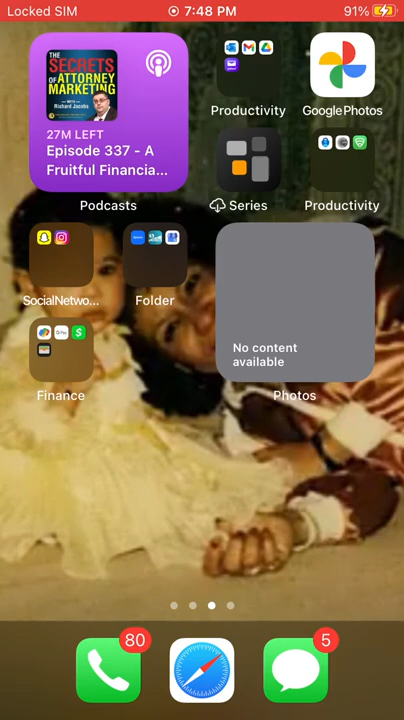 Locked SIM
7:48 PM
91%
THE
SECRETS
OF ATTORNEY
MARKETING
WITH
Richard Jacobs
27M LEFT
Episode 337 - A
Fruitful Financia...
Podcasts
Productivity
Google Photos
Series
Productivity
SocialNetwo...
Folder
No content
available
Finance
Photos
80
5